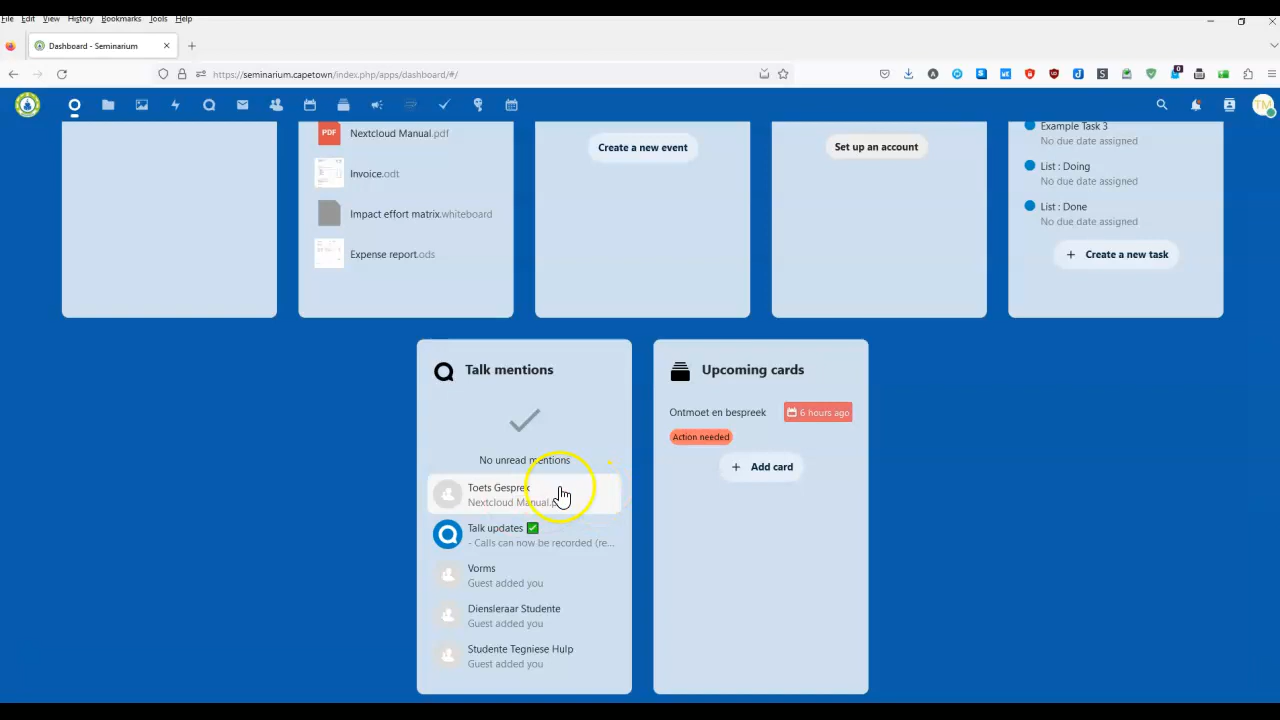 File Edit View History Bookmarks Tools Help
Dashboard - Seminarium
https://seminarium.capetown/index.php/apps/dashboard/#/
TM
Nextcloud Manual.pdf
Invoice.odt
Impact effort matrix.whiteboard
Expense report.ods
Create a new event
Set up an account
Example Task 3
No due date assigned
List : Doing
No due date assigned
List : Done
No due date assigned
+ Create a new task
Talk mentions
No unread mentions
Toets Gesprek
Nextcloud Manual.p
Talk updates ✅
- Calls can now be recorded (re...
Vorms
Guest added you
Diensleraar Studente
Guest added you
Studente Tegniese Hulp
Guest added you
Upcoming cards
Ontmoet en bespreek
6 hours ago
Action needed
+ Add card